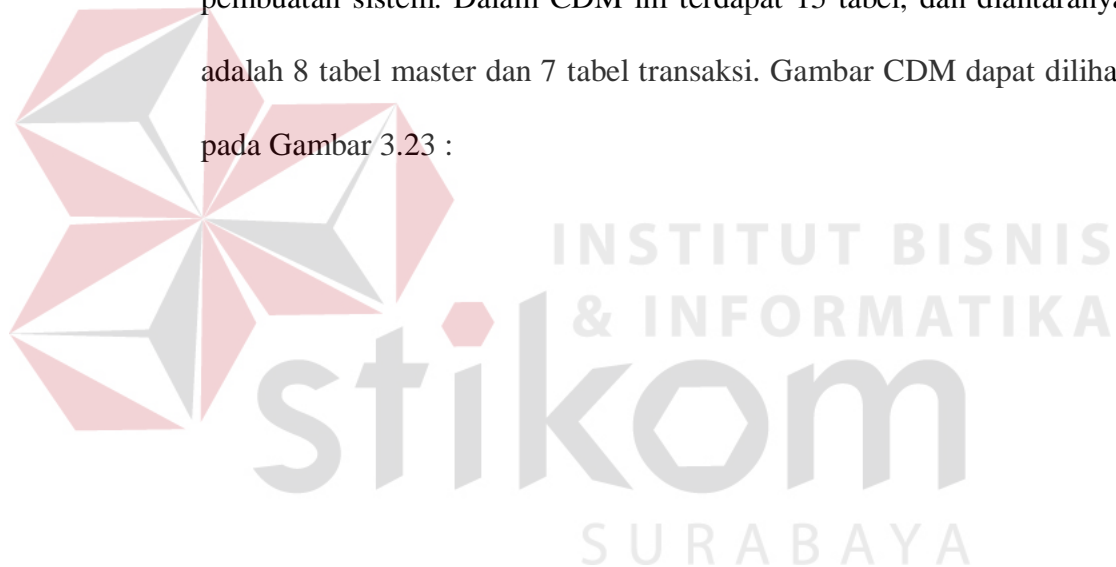 pembuatan sistem. Dalam CDM ini terdapat 15 tabel, dan diantaranya
adalah 8 tabel master dan 7 tabel transaksi. Gambar CDM dapat diliha
pada Gambar 3.23 :
INSTITUT BISNIS
& INFORMATIKA
stikom
SURABAYA